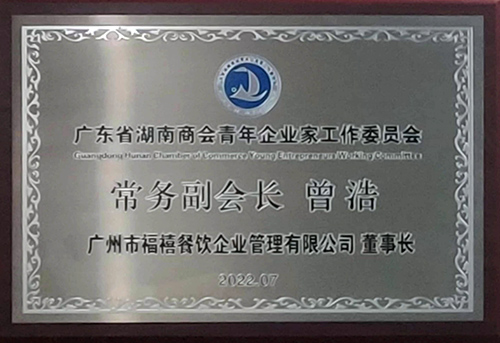 广东省湖南商会青年企业家工作委员会
Guangdong Hunan Chamber of Commerce Young Entrepreneurs Working Committee
常务副会长 曾浩
广州市福禧餐饮企业管理有限公司 董事长
2022.07